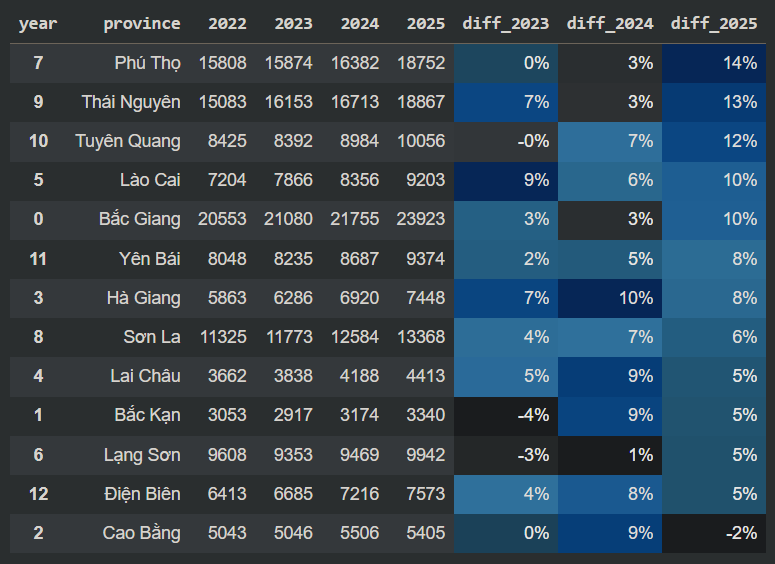 year province 2022 2023 2024 2025 diff_2023 diff_2024 diff_2025
7 Phú Thọ 15808 15874 16382 18752 0% 3% 14%
9 Thái Nguyên 15083 16153 16713 18867 7% 3% 13%
10 Tuyên Quang 8425 8392 8984 10056 -0% 7% 12%
5 Lào Cai 7204 7866 8356 9203 9% 6% 10%
0 Bắc Giang 20553 21080 21755 23923 3% 3% 10%
11 Yên Bái 8048 8235 8687 9374 2% 5% 8%
3 Hà Giang 5863 6286 6920 7448 7% 10% 8%
8 Sơn La 11325 11773 12584 13368 4% 7% 6%
4 Lai Châu 3662 3838 4188 4413 5% 9% 5%
1 Bắc Kạn 3053 2917 3174 3340 -4% 9% 5%
6 Lạng Sơn 9608 9353 9469 9942 -3% 1% 5%
12 Điện Biên 6413 6685 7216 7573 4% 8% 5%
2 Cao Bằng 5043 5046 5506 5405 0% 9% -2%